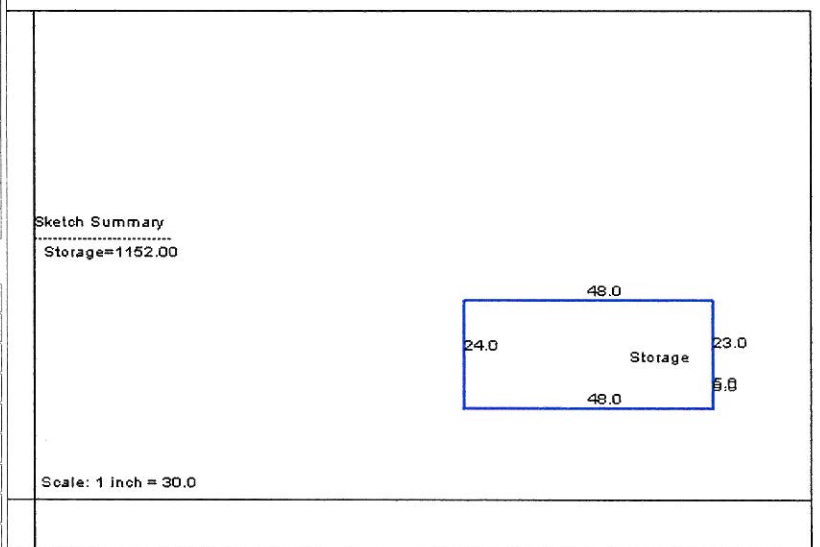 Sketch Summary
Storage=1152.00
48.0
24.0
23.0
Storage
48.0
Scale: 1 inch = 30.0